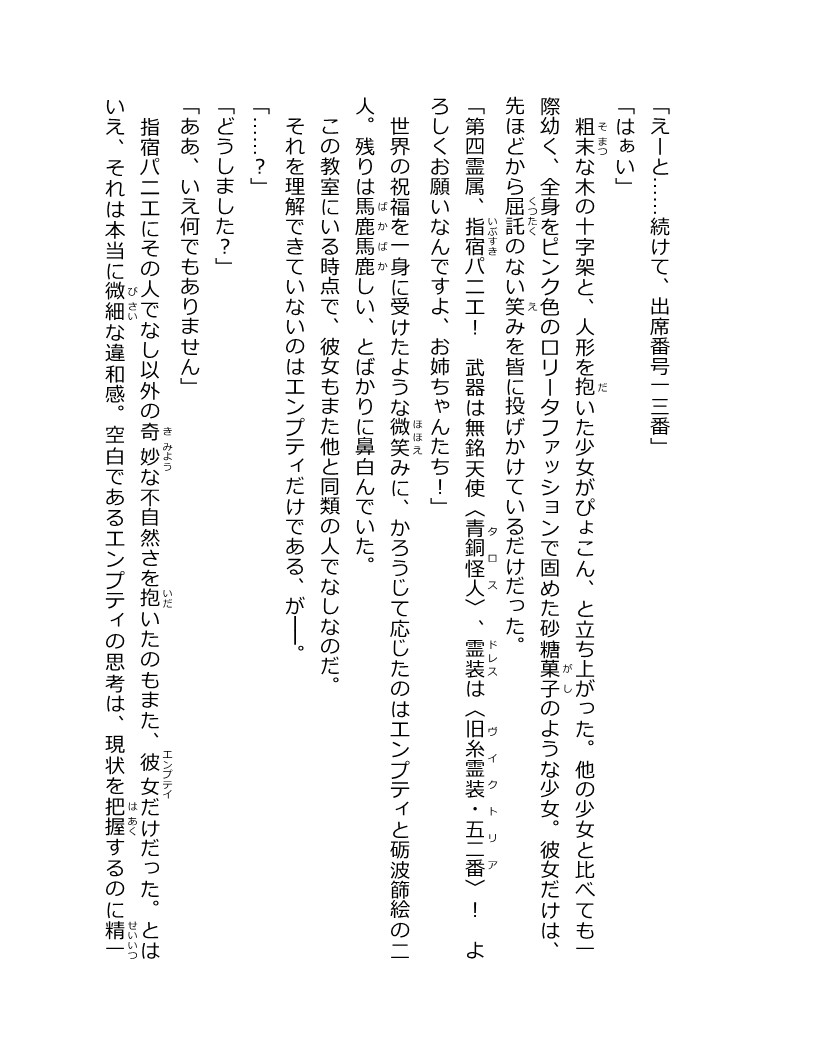 「えーと……続けて、出席番号一三番」
「はぁい」
　粗末な木の十字架と、人形を抱いた少女がぴょこん、と立ち上がった。他の少女と比べても一
際幼く、全身をピンク色のロリータファッションで固めた砂糖菓子のような少女。彼女だけは、
先ほどから屈託のない笑みを皆に投げかけているだけだった。
「第四霊属、指宿パニエ！　武器は無銘天使〈青銅怪人〉、霊装は〈旧糸霊装・五二番〉！　よ
ろしくお願いなんですよ、お姉ちゃんたち！」
　世界の祝福を一身に受けたような微笑みに、かろうじて応じたのはエンプティと砺波篩絵の二
人。残りは馬鹿馬鹿しい、とばかりに鼻白んでいた。
　この教室にいる時点で、彼女もまた他と同類の人でなしなのだ。
　それを理解できていないのはエンプティだけである、が――。
「……？」
「どうしました？」
「ああ、いえ何でもありません」
　指宿パニエにその人でなし以外の奇妙な不自然さを抱いたのもまた、彼女だけだった。とは
いえ、それは本当に微細な違和感。空白であるエンプティの思考は、現状を把握するのに精一